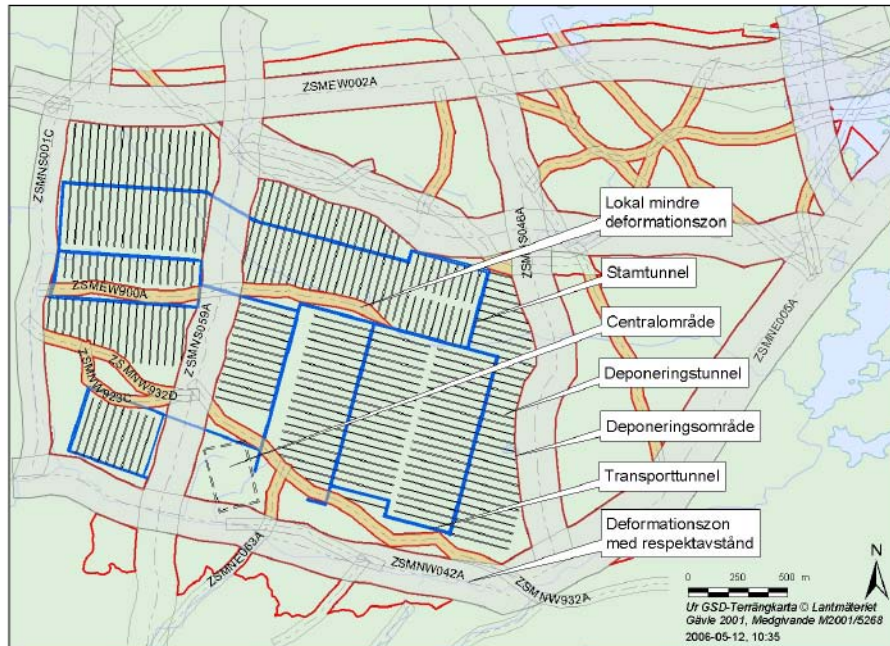 ZSMEW002A
ZSMNS001C
Lokal mindre
deformationszon
ZSMNS046A
Stamtunnel
ZSMEW900A
ZSMNS059A
Centralområde
ZSMNE005A
ZSMNW932D
ZSMNW929C
Deponeringstunnel
Deponeringsområde
Transporttunnel
Deformationszon
med respektavstånd
ZSMNE063A
ZSMNW042A
ZSMNW932A
0 250 500 m
N
Ur GSD-Terrängkarta © Lantmäteriet
Gävle 2001, Medgivande M2001/5268
2006-05-12, 10:35